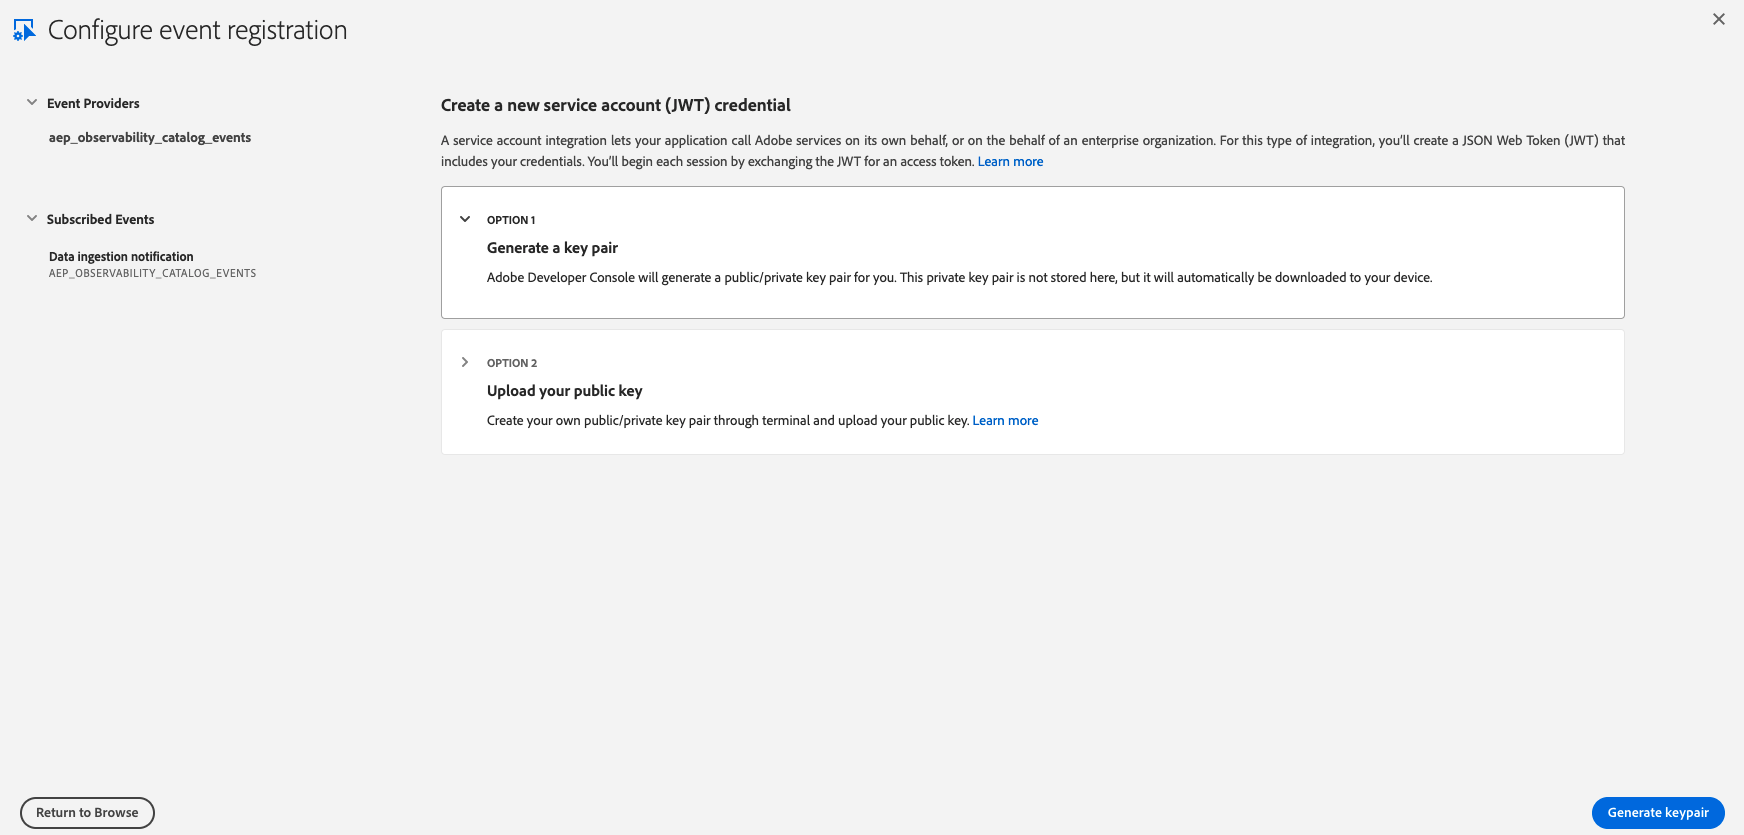 Configure event registration
Event Providers
aep_observability_catalog_events
Subscribed Events
Data ingestion notification
AEP_OBSERVABILITY_CATALOG_EVENTS
Create a new service account (JWT) credential
A service account integration lets your application call Adobe services on its own behalf, or on the behalf of an enterprise organization. For this type of integration, you’ll create a JSON Web Token (JWT) that
includes your credentials. You’ll begin each session by exchanging the JWT for an access token. Learn more
OPTION 1
Generate a key pair
Adobe Developer Console will generate a public/private key pair for you. This private key pair is not stored here, but it will automatically be downloaded to your device.
OPTION 2
Upload your public key
Create your own public/private key pair through terminal and upload your public key. Learn more
Return to Browse
Generate keypair